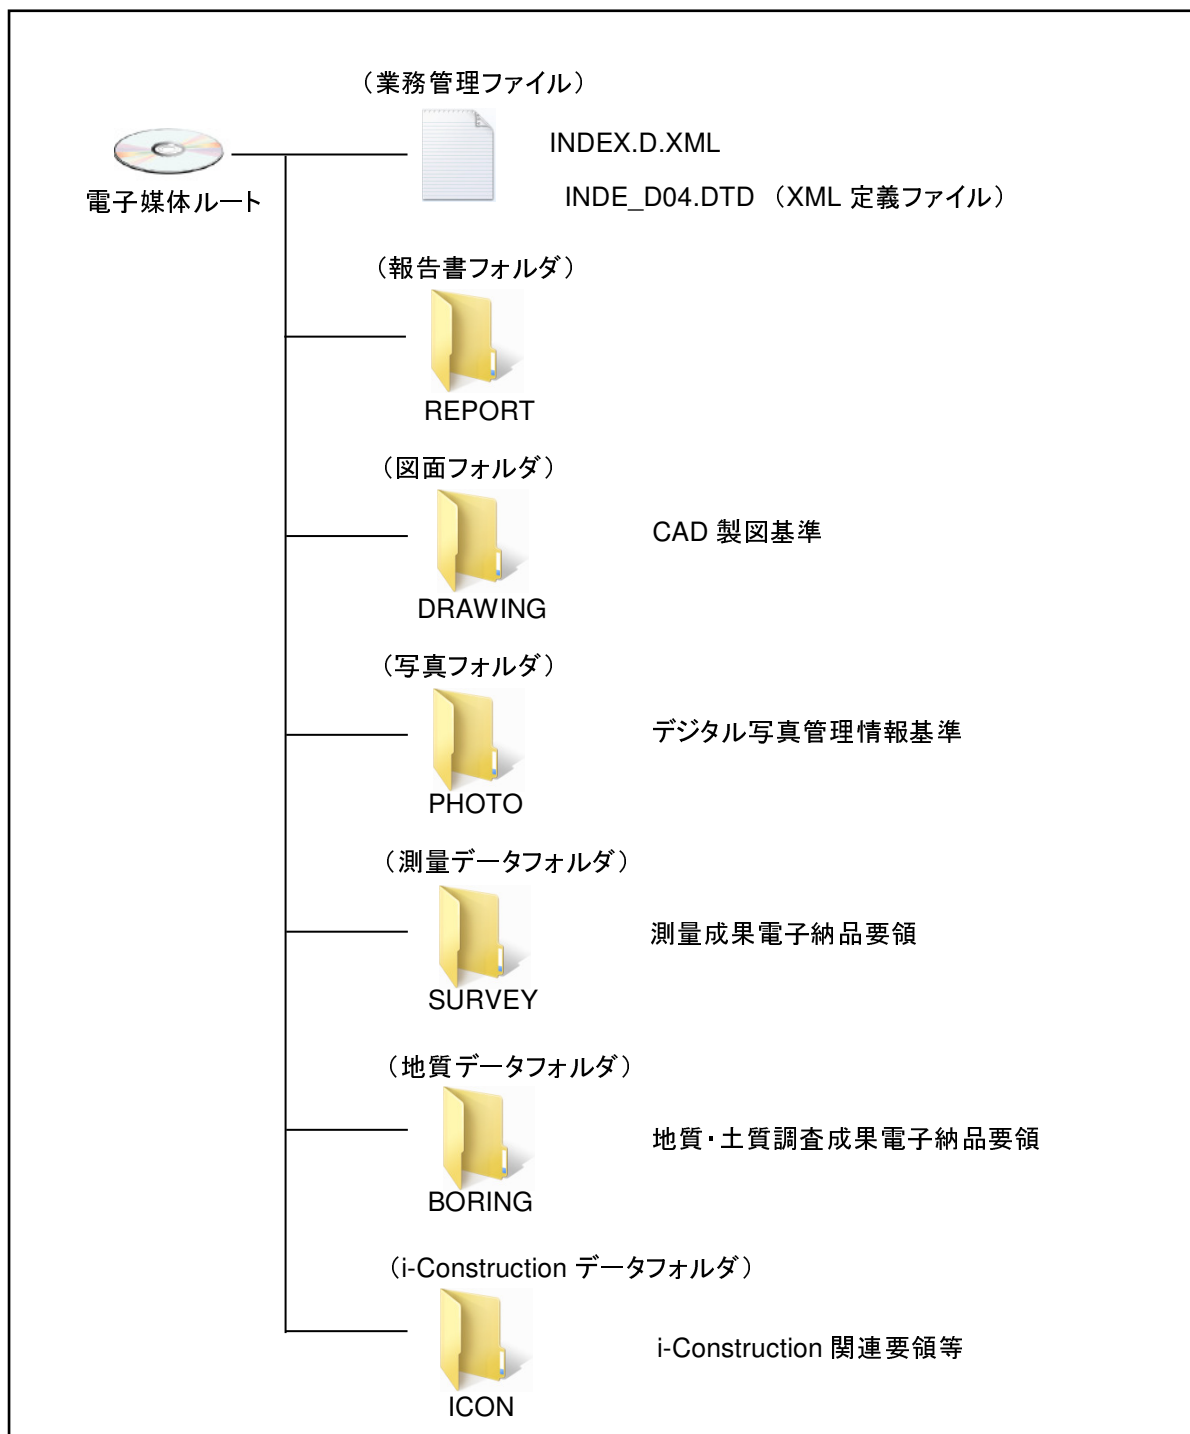 （業務管理ファイル）
INDEX.D.XML
電子媒体ルート
INDE_D04.DTD （XML 定義ファイル）
（報告書フォルダ）
REPORT
（図面フォルダ）
CAD 製図基準
DRAWING
（写真フォルダ）
デジタル写真管理情報基準
PHOTO
（測量データフォルダ）
測量成果電子納品要領
SURVEY
（地質データフォルダ）
地質・土質調査成果電子納品要領
BORING
（i-Construction データフォルダ）
i-Construction 関連要領等
ICON